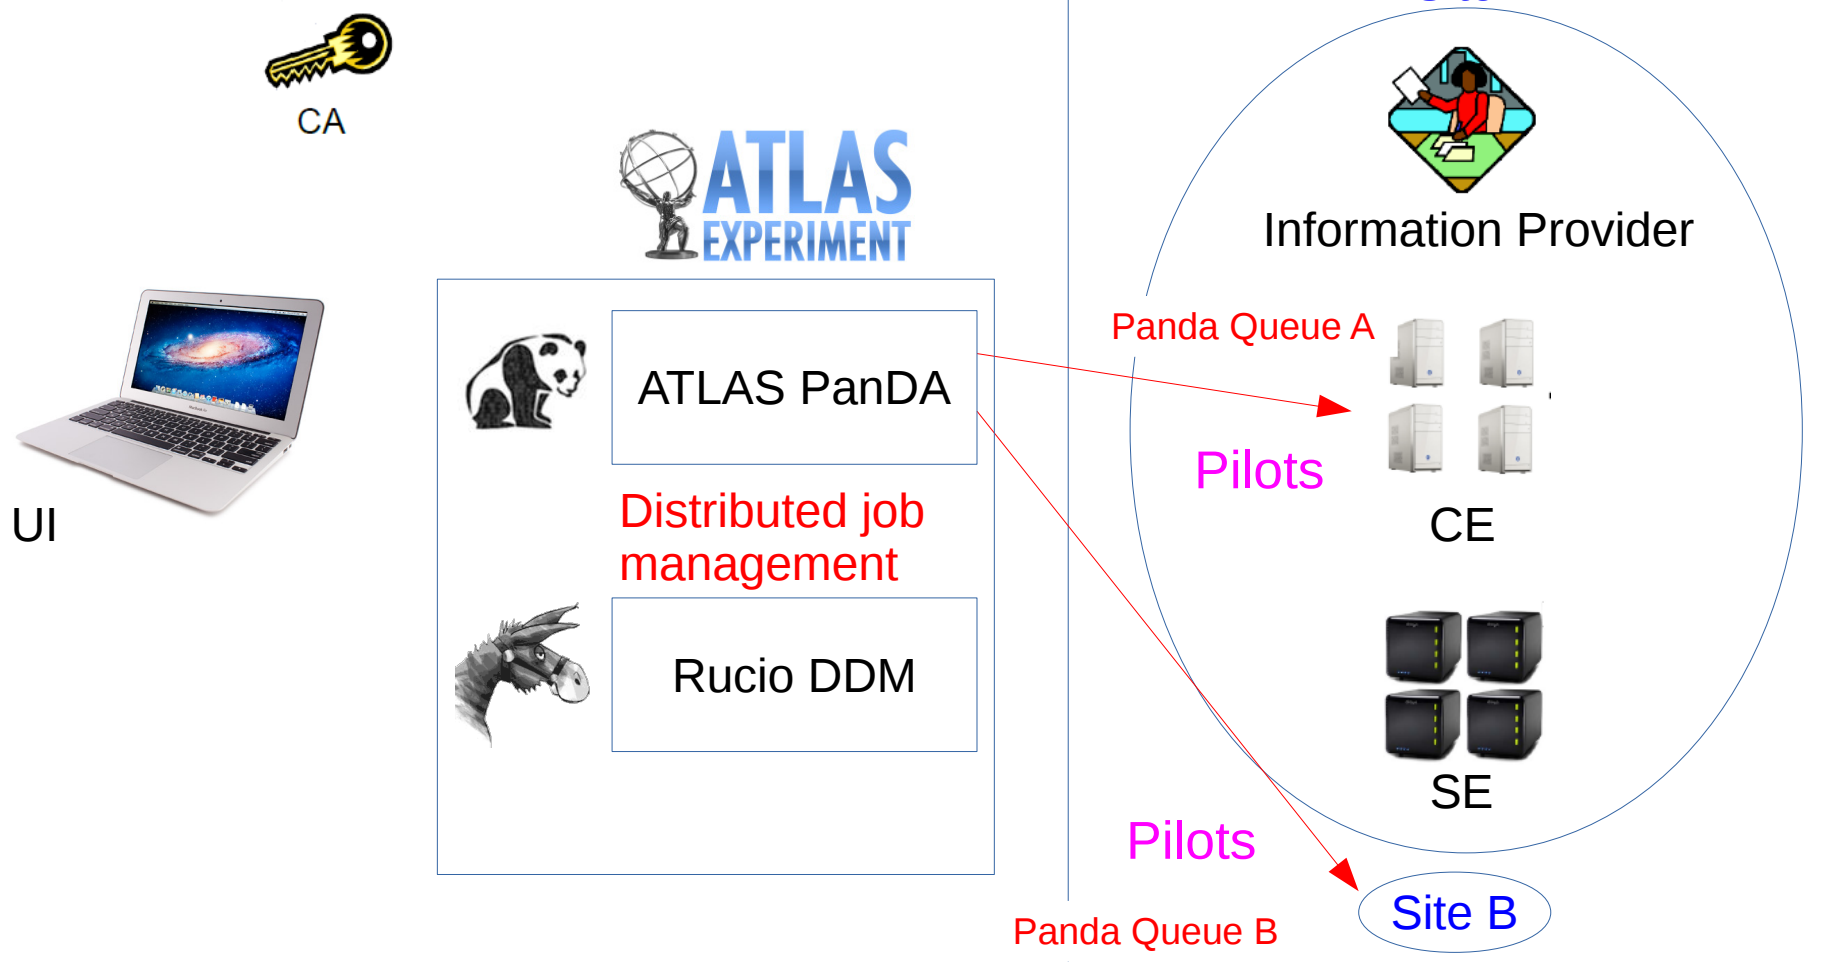 CA
ATLAS
EXPERIMENT
Information Provider
Panda Queue A
ATLAS PanDA
Pilots
UI
Distributed job
management
CE
Rucio DDM
SE
Pilots
Site B
Panda Queue B